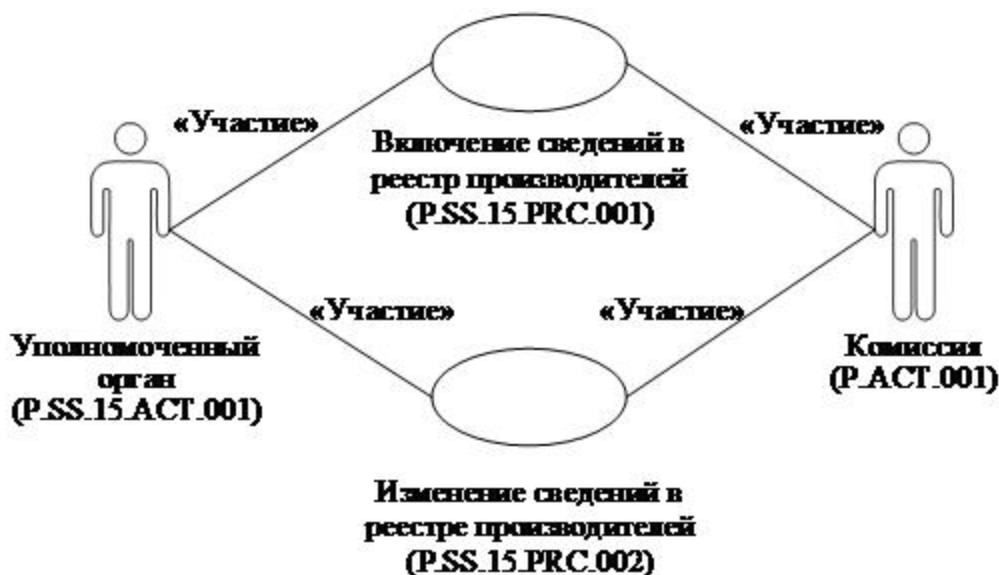 «Участие»
«Участие»
Включение сведений в
реестр производителей
(P.SS.15.PRC.001)
«Участие»
«Участие»
Уполномоченный
орган
(P.SS.15.ACT.001)
Комиссия
(P.ACT.001)
Изменение сведений в
реестре производителей
(P.SS.15.PRC.002)